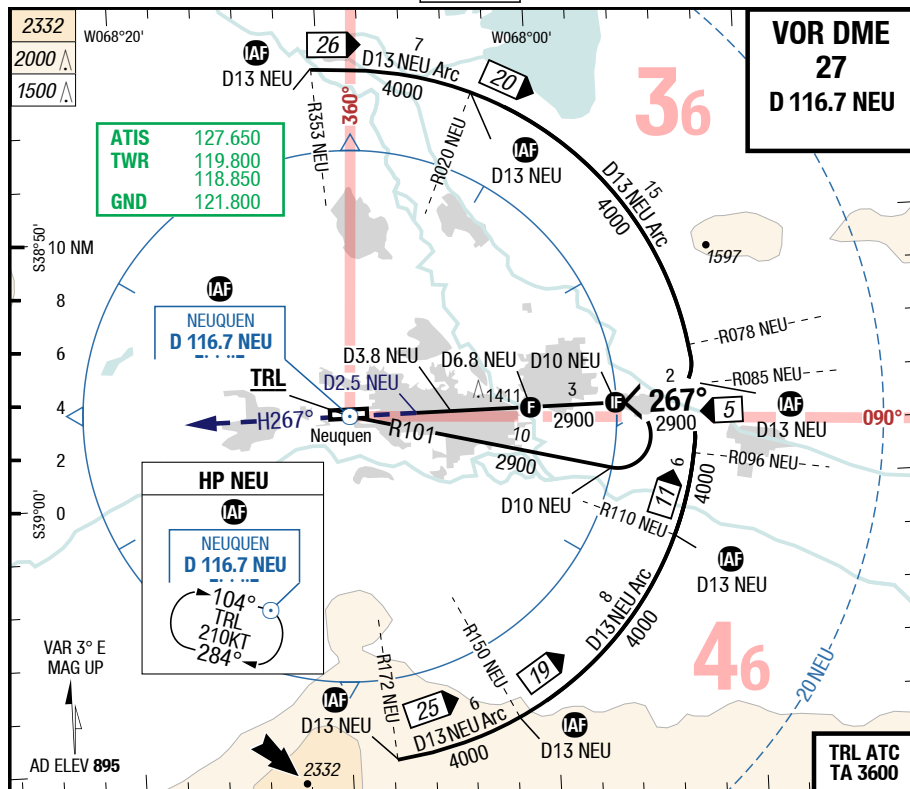 2332
2000
1500
W068°20'
W068°00'
VOR DME
27
D 116.7 NEU
IAF
D13 NEU
26
7
D13 NEU Arc
4000
20
360°
R353 NEU
R020 NEU
IAF
D13 NEU
36
ATIS 127.650
TWR 119.800
118.850
GND 121.800
15
D13 NEU Arc
4000
1597
S38°50'
10 NM
8
6
4
2
0
S39°00'
IAF
NEUQUEN
D 116.7 NEU
TRL
D2.5 NEU
D3.8 NEU
D6.8 NEU
D10 NEU
1411
F
3
2900
IF
267°
2
2900
5
R078 NEU
R085 NEU
IAF
D13 NEU
090°
R096 NEU
H267°
Neuquen
R101
10
2900
D10 NEU
6
4000
11
R110 NEU
IAF
D13 NEU
HP NEU
IAF
NEUQUEN
D 116.7 NEU
104°
TRL
210KT
284°
8
D13 NEU Arc
4000
46
20 NEU
VAR 3° E
MAG UP
AD ELEV 895
R172 NEU
R150 NEU
19
25
6
D13 NEU Arc
4000
IAF
D13 NEU
IAF
D13 NEU
2332
TRL ATC
TA 3600